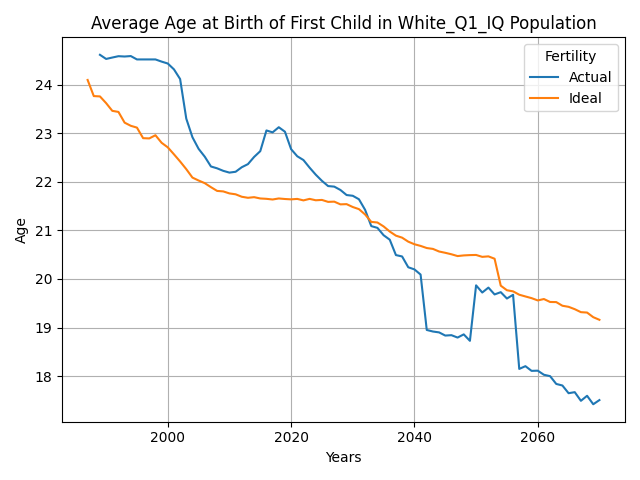 Average Age at Birth of First Child in White_Q1_IQ Population
Fertility
Actual
Ideal
Age
24
23
22
21
20
19
18
2000
2020
2040
2060
Years